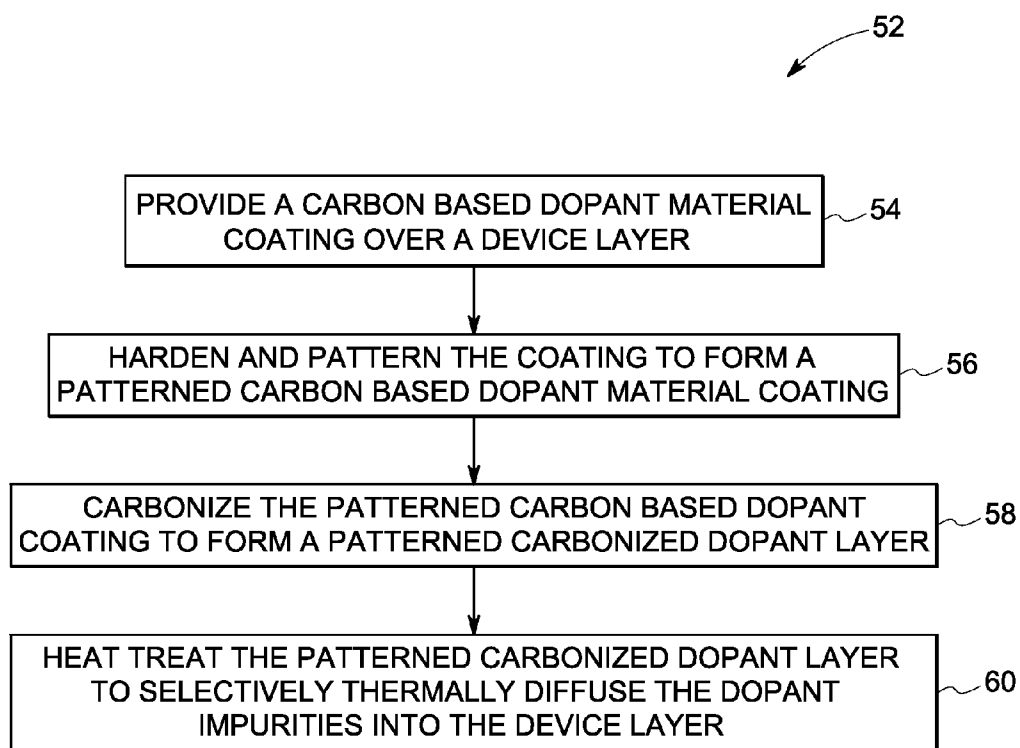 52
PROVIDE A CARBON BASED DOPANT MATERIAL
COATING OVER A DEVICE LAYER
54
HARDEN AND PATTERN THE COATING TO FORM A
PATTERNED CARBON BASED DOPANT MATERIAL COATING
56
CARBONIZE THE PATTERNED CARBON BASED DOPANT
COATING TO FORM A PATTERNED CARBONIZED DOPANT LAYER
58
HEAT TREAT THE PATTERNED CARBONIZED DOPANT LAYER
TO SELECTIVELY THERMALLY DIFFUSE THE DOPANT
IMPURITIES INTO THE DEVICE LAYER
60